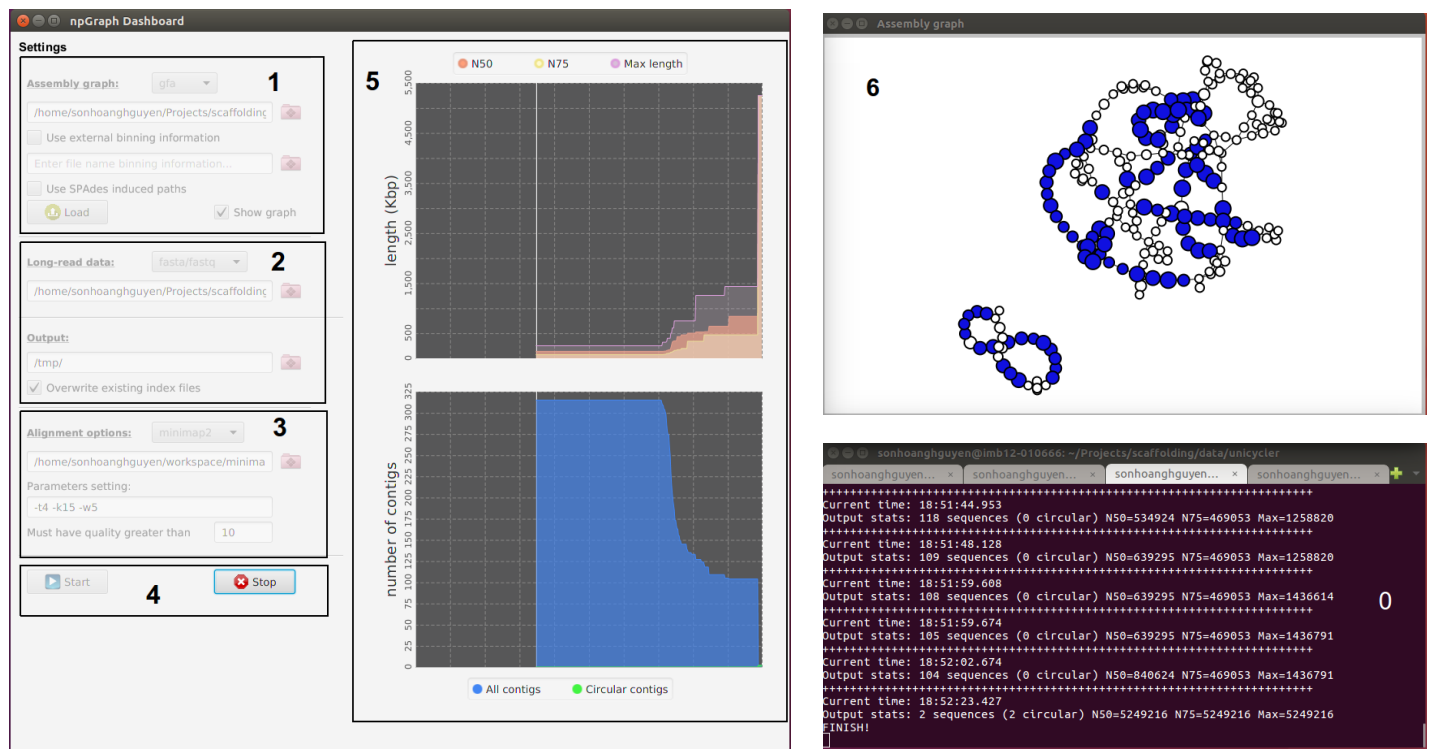 npGraph Dashboard
Settings
1
Assembly graph: gfa
/home/sonhoanghguyen/Projects/scaffolding
Use external binning information
Enter file name binning information...
Use SPAdes induced paths
Load Show graph
2
Long-read data: fasta/fastq
/home/sonhoanghguyen/Projects/scaffolding
Output:
/tmp/
Overwrite existing index files
3
Alignment options: minimap2
/home/sonhoanghguyen/workspace/minima
Parameters setting:
-t4 -k15 -w5
Must have quality greater than 10
Start Stop
4
5
N50 N75 Max length
length (Kbp)
5,500
4,500
3,500
2,500
1,500
500
0
number of contigs
325
300
275
250
225
200
175
150
125
100
75
50
25
0
All contigs Circular contigs
Assembly graph
6
sonhoanghguyen@imb12-010666: ~/Projects/scaffolding/data/unicycler
sonhoanghguyen... × sonhoanghguyen... × sonhoanghguyen... × sonhoanghguyen... ×
+++++++++++++++++++++++++++++++++++++++++++++++++++++++++++++++++++++++
Current time: 18:51:44.953
Output stats: 118 sequences (0 circular) N50=534924 N75=469053 Max=1258820
+++++++++++++++++++++++++++++++++++++++++++++++++++++++++++++++++++++++
Current time: 18:51:48.128
Output stats: 109 sequences (0 circular) N50=639295 N75=469053 Max=1258820
+++++++++++++++++++++++++++++++++++++++++++++++++++++++++++++++++++++++
Current time: 18:51:59.608
Output stats: 108 sequences (0 circular) N50=639295 N75=469053 Max=1436614
+++++++++++++++++++++++++++++++++++++++++++++++++++++++++++++++++++++++
Current time: 18:51:59.674
Output stats: 105 sequences (0 circular) N50=639295 N75=469053 Max=1436791
+++++++++++++++++++++++++++++++++++++++++++++++++++++++++++++++++++++++
Current time: 18:52:02.674
Output stats: 104 sequences (0 circular) N50=840624 N75=469053 Max=1436791
+++++++++++++++++++++++++++++++++++++++++++++++++++++++++++++++++++++++
Current time: 18:52:23.427
Output stats: 2 sequences (2 circular) N50=5249216 N75=5249216 Max=5249216
FINISH!
0